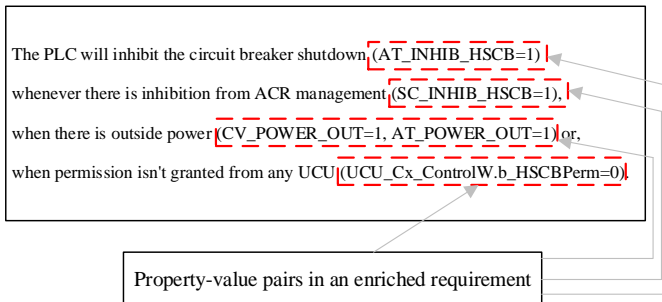 The PLC will inhibit the circuit breaker shutdown (AT_INHIB_HSCB=1)
whenever there is inhibition from ACR management (SC_INHIB_HSCB=1),
when there is outside power (CV_POWER_OUT=1, AT_POWER_OUT=1) or,
when permission isn't granted from any UCU (UCU_Cx_ControlW.b_HSCBPerm=0).
Property-value pairs in an enriched requirement